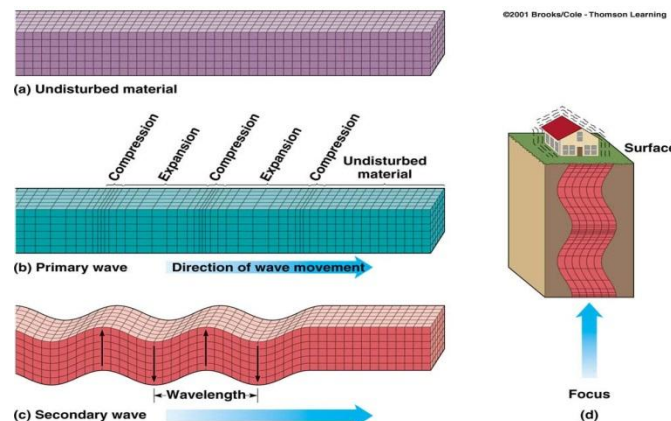 ©2001 Brooks/Cole - Thomson Learning
(a) Undisturbed material
Compression
Expansion
Compression
Expansion
Compression
Undisturbed
material
(b) Primary wave
Direction of wave movement
Wavelength
(c) Secondary wave
Surface
Focus
(d)